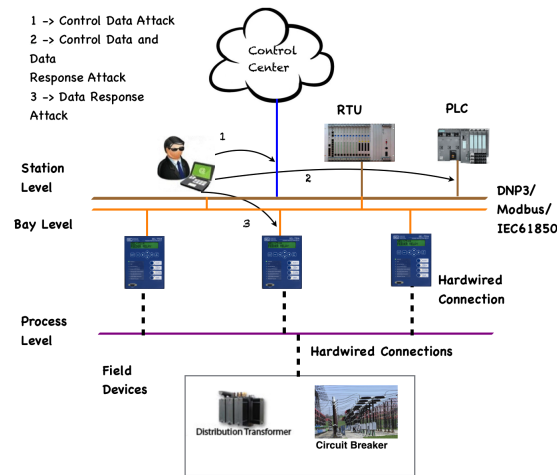 1 -> Control Data Attack
2 -> Control Data and
Data
Response Attack
3 -> Data Response
Attack
Control
Center
RTU
PLC
1
2
3
Station
Level
DNP3/
Modbus/
IEC61850
Bay Level
Hardwired
Connection
Process
Level
Hardwired Connections
Field
Devices
Distribution Transformer
Circuit Breaker